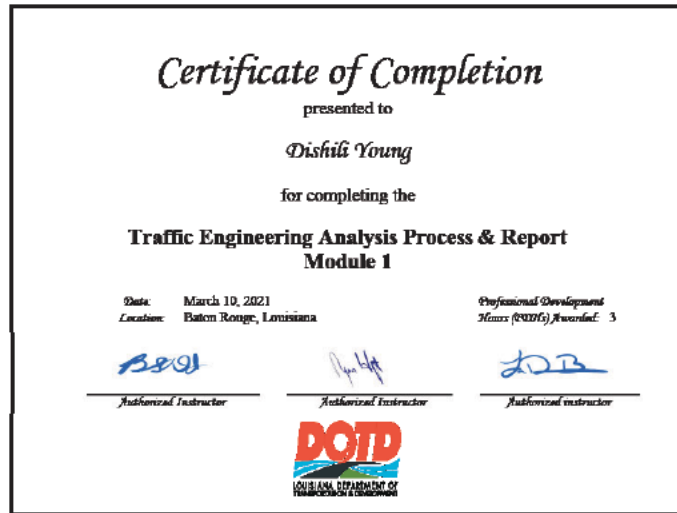 Certificate of Completion
presented to
Dishili Young
for completing the
Traffic Engineering Analysis Process & Report
Module 1
Date: March 10, 2021
Location: Baton Rouge, Louisiana
Professional Development
Hours (PDHs) Awarded: 3
Authorized Instructor
Authorized Instructor
Authorized instructor
DOTD
LOUISIANA DEPARTMENT OF
TRANSPORTATION & DEVELOPMENT